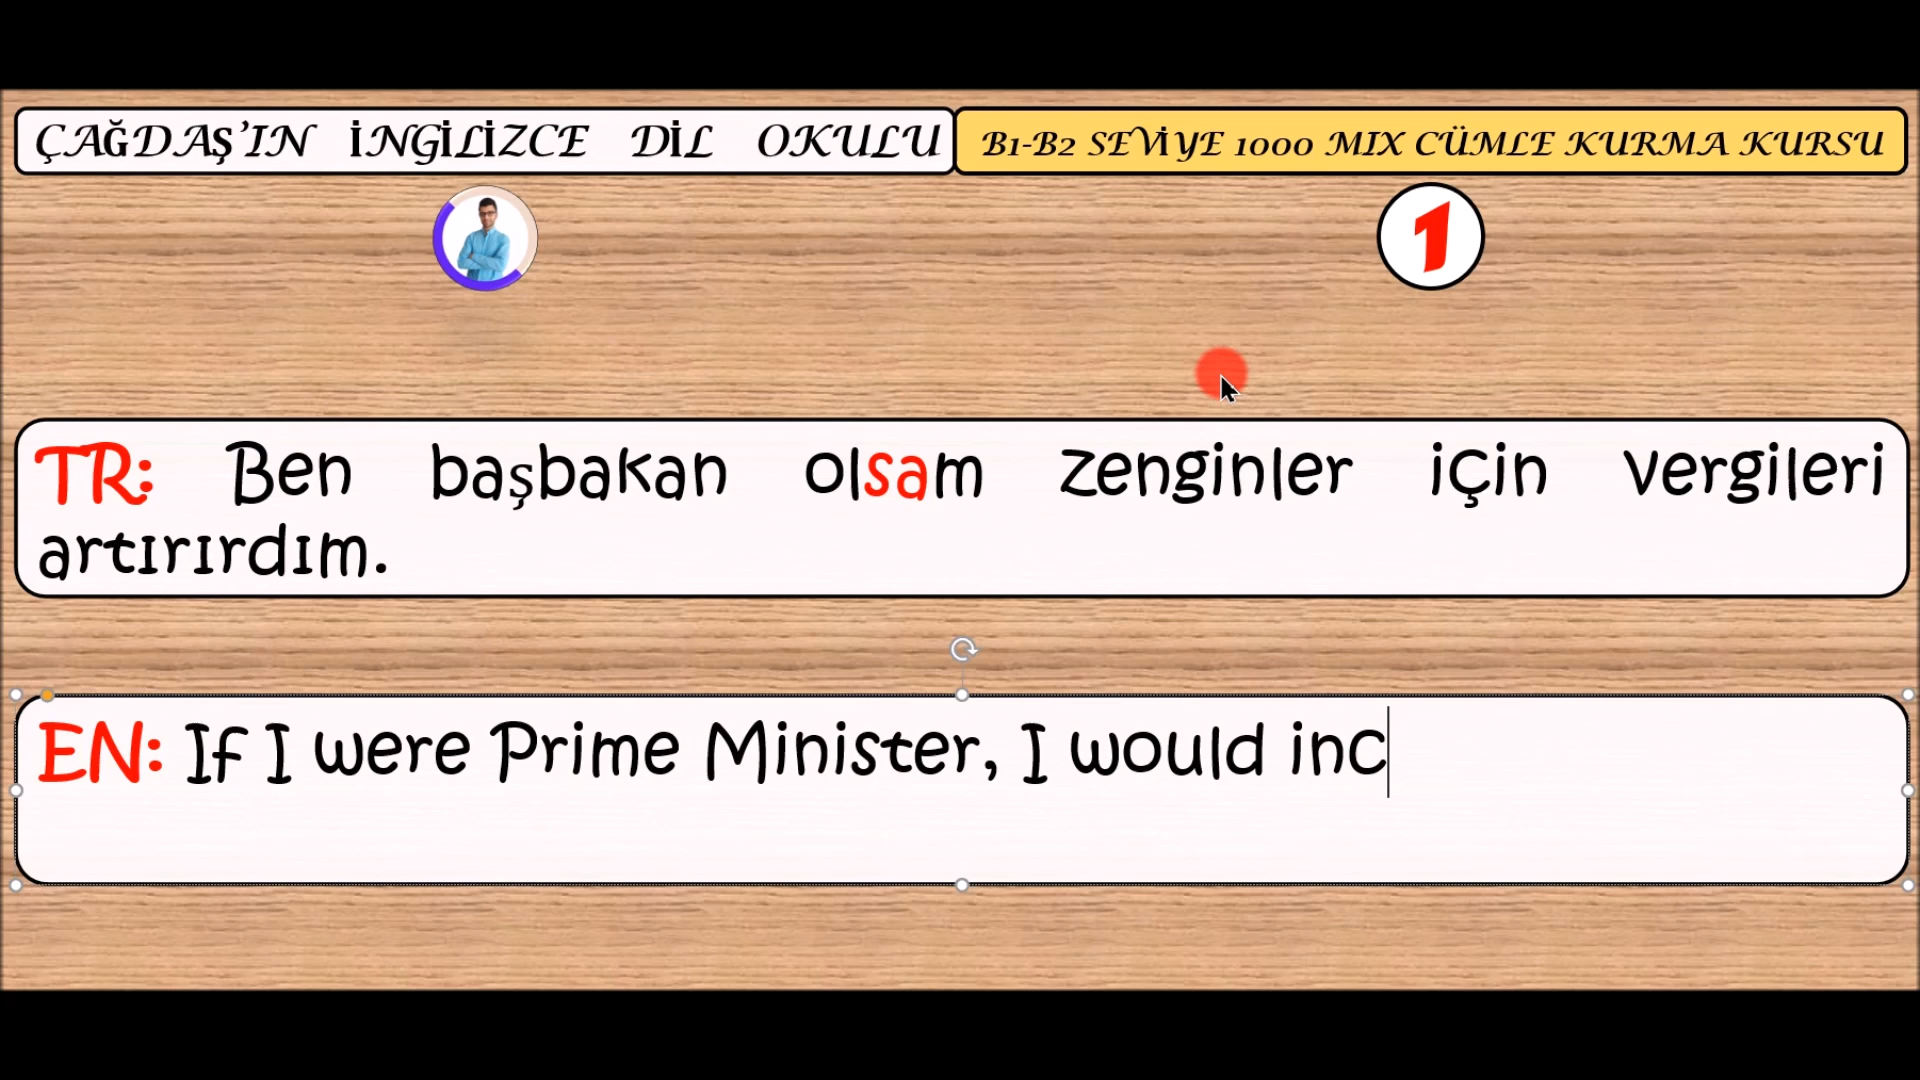 ÇAĞDAŞ'IN İNGİLİZCE DİL OKULU
B1-B2 SEVİYE 1000 MIX CÜMLE KURMA KURSU
1
TR: Ben başbakan olsam zenginler için vergileri
artırırdım.
EN: If I were Prime Minister, I would inc